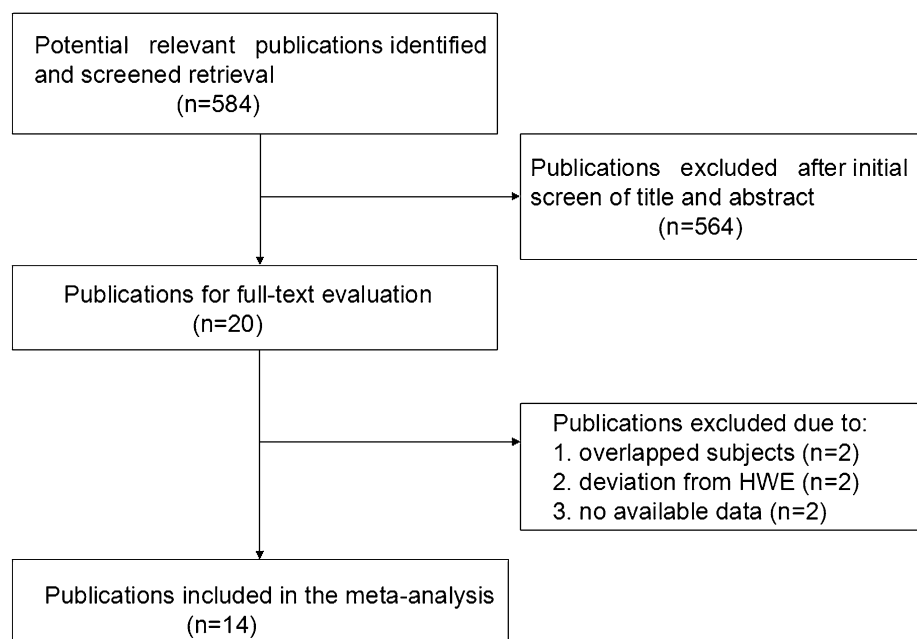 Potential relevant publications identified
and screened retrieval
(n=584)
Publications excluded after initial
screen of title and abstract
(n=564)
Publications for full-text evaluation
(n=20)
Publications excluded due to:
1. overlapped subjects (n=2)
2. deviation from HWE (n=2)
3. no available data (n=2)
Publications included in the meta-analysis
(n=14)